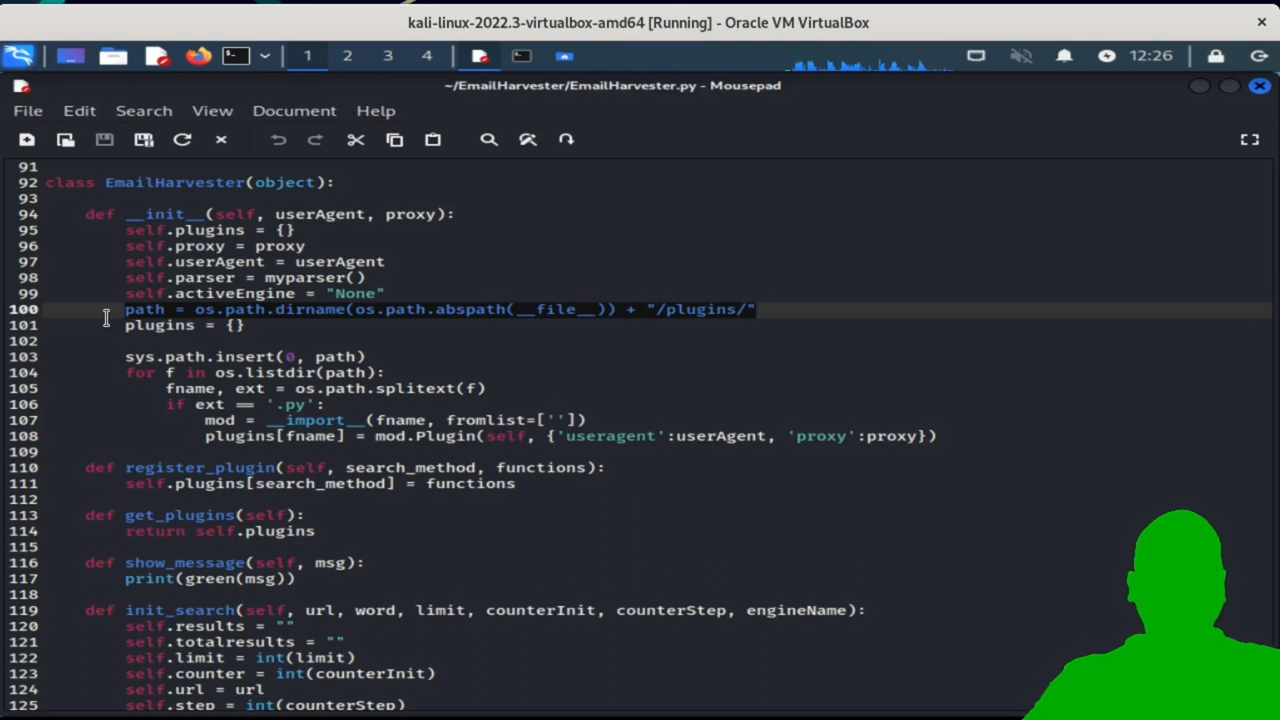 kali-linux-2022.3-virtualbox-amd64 [Running] - Oracle VM VirtualBox
1 2 3 4 12:26
~/EmailHarvester/EmailHarvester.py - Mousepad
File Edit Search View Document Help
91
92 class EmailHarvester(object):
93
94 def __init__(self, userAgent, proxy):
95 self.plugins = {}
96 self.proxy = proxy
97 self.userAgent = userAgent
98 self.parser = myparser()
99 self.activeEngine = "None"
100 path = os.path.dirname(os.path.abspath(__file__)) + "/plugins/"
101 plugins = {}
102
103 sys.path.insert(0, path)
104 for f in os.listdir(path):
105 fname, ext = os.path.splitext(f)
106 if ext == '.py':
107 mod = __import__(fname, fromlist=[''])
108 plugins[fname] = mod.Plugin(self, {'useragent':userAgent, 'proxy':proxy})
109
110 def register_plugin(self, search_method, functions):
111 self.plugins[search_method] = functions
112
113 def get_plugins(self):
114 return self.plugins
115
116 def show_message(self, msg):
117 print(green(msg))
118
119 def init_search(self, url, word, limit, counterInit, counterStep, engineName):
120 self.results = ""
121 self.totalresults = ""
122 self.limit = int(limit)
123 self.counter = int(counterInit)
124 self.url = url
125 self.step = int(counterStep)